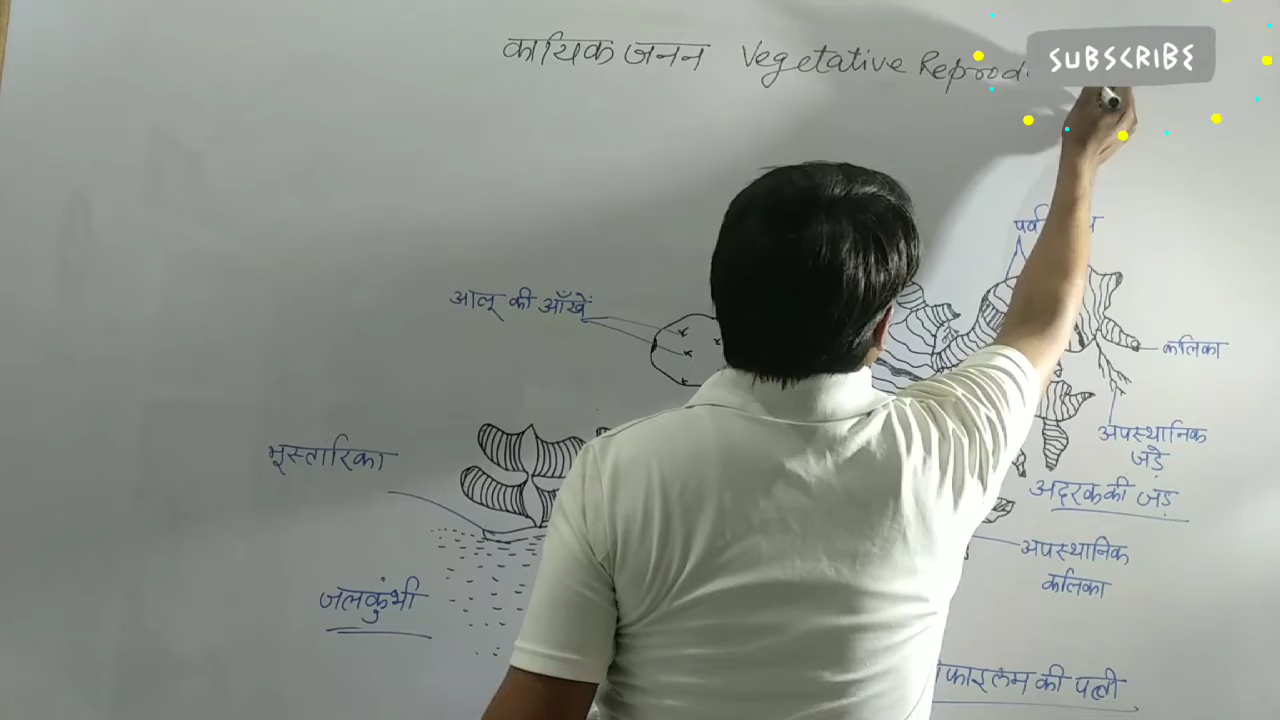 कायिक जनन Vegetative Reprod
SUBSCRIBE
आलू की आँखें
कलिका
अपस्थानिक
जड़े
अदरक की जड़
भूस्तारिका
अपस्थानिक
कलिका
जलकुंभी
फाइलम की पत्ती